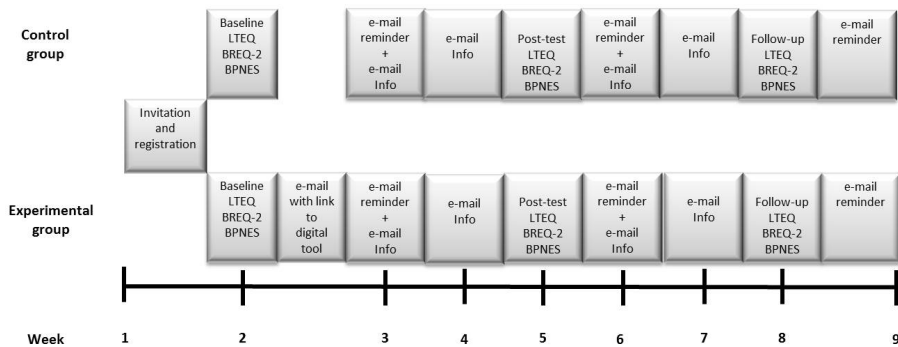 Control
group
Baseline
LTEQ
BREQ-2
BPNES
e-mail
reminder
+
e-mail
Info
e-mail
Info
Post-test
LTEQ
BREQ-2
BPNES
e-mail
reminder
+
e-mail
Info
e-mail
Info
Follow-up
LTEQ
BREQ-2
BPNES
e-mail
reminder
Invitation
and
registration
Experimental
group
Baseline
LTEQ
BREQ-2
BPNES
e-mail
with link
to
digital
tool
e-mail
reminder
+
e-mail
Info
e-mail
Info
Post-test
LTEQ
BREQ-2
BPNES
e-mail
reminder
+
e-mail
Info
e-mail
Info
Follow-up
LTEQ
BREQ-2
BPNES
e-mail
reminder
Week 1 2 3 4 5 6 7 8 9